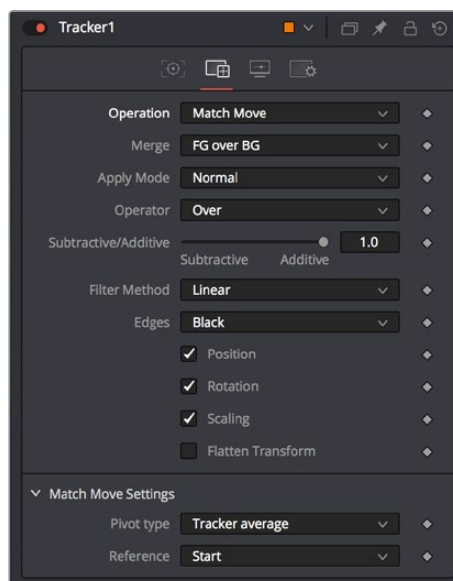 Tracker1
Operation Match Move
Merge FG over BG
Apply Mode Normal
Operator Over
Subtractive/Additive 1.0
Subtractive Additive
Filter Method Linear
Edges Black
Position
Rotation
Scaling
Flatten Transform
Match Move Settings
Pivot type Tracker average
Reference Start